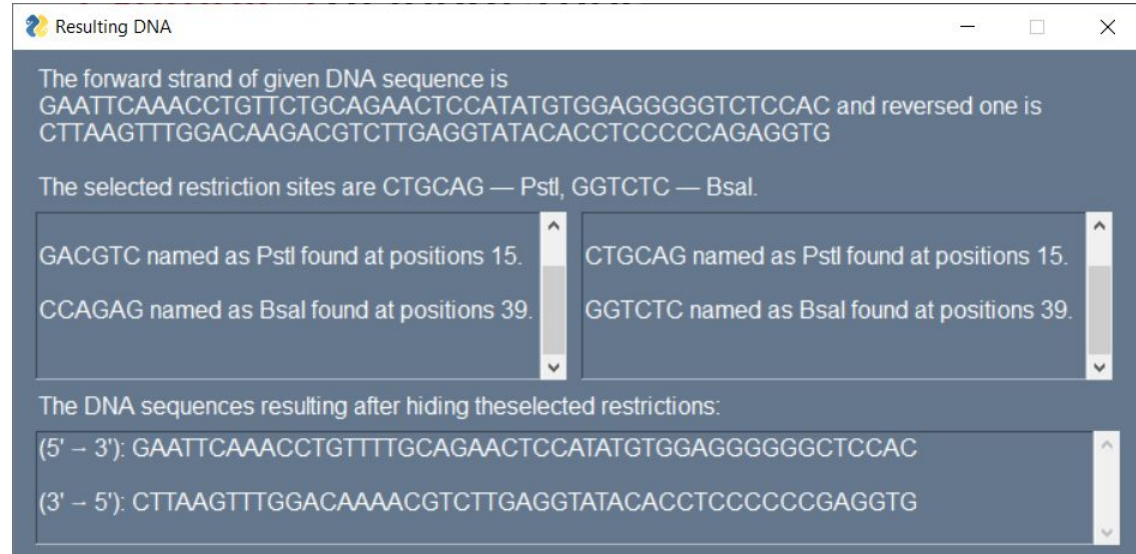 Resulting DNA
The forward strand of given DNA sequence is
GAATTCAAACCTGTTCTGCAGAACTCCATATGTGGAGGGGGTCTCCAC and reversed one is
CTTAAGTTTGGACAAGACGTCTTGAGGTATACACCTCCCCCAGAGGTG
The selected restriction sites are CTGCAG — PstI, GGTCTC — BsaI.
GACGTC named as PstI found at positions 15.
CCAGAG named as BsaI found at positions 39.
CTGCAG named as PstI found at positions 15.
GGTCTC named as BsaI found at positions 39.
The DNA sequences resulting after hiding theselected restrictions:
(5' → 3'): GAATTCAAACCTGTTTTGCAGAACTCCATATGTGGAGGGGGGCTCCAC
(3' → 5'): CTTAAGTTTGGACAAAACGTCTTGAGGTATACACCTCCCCCCGAGGTG